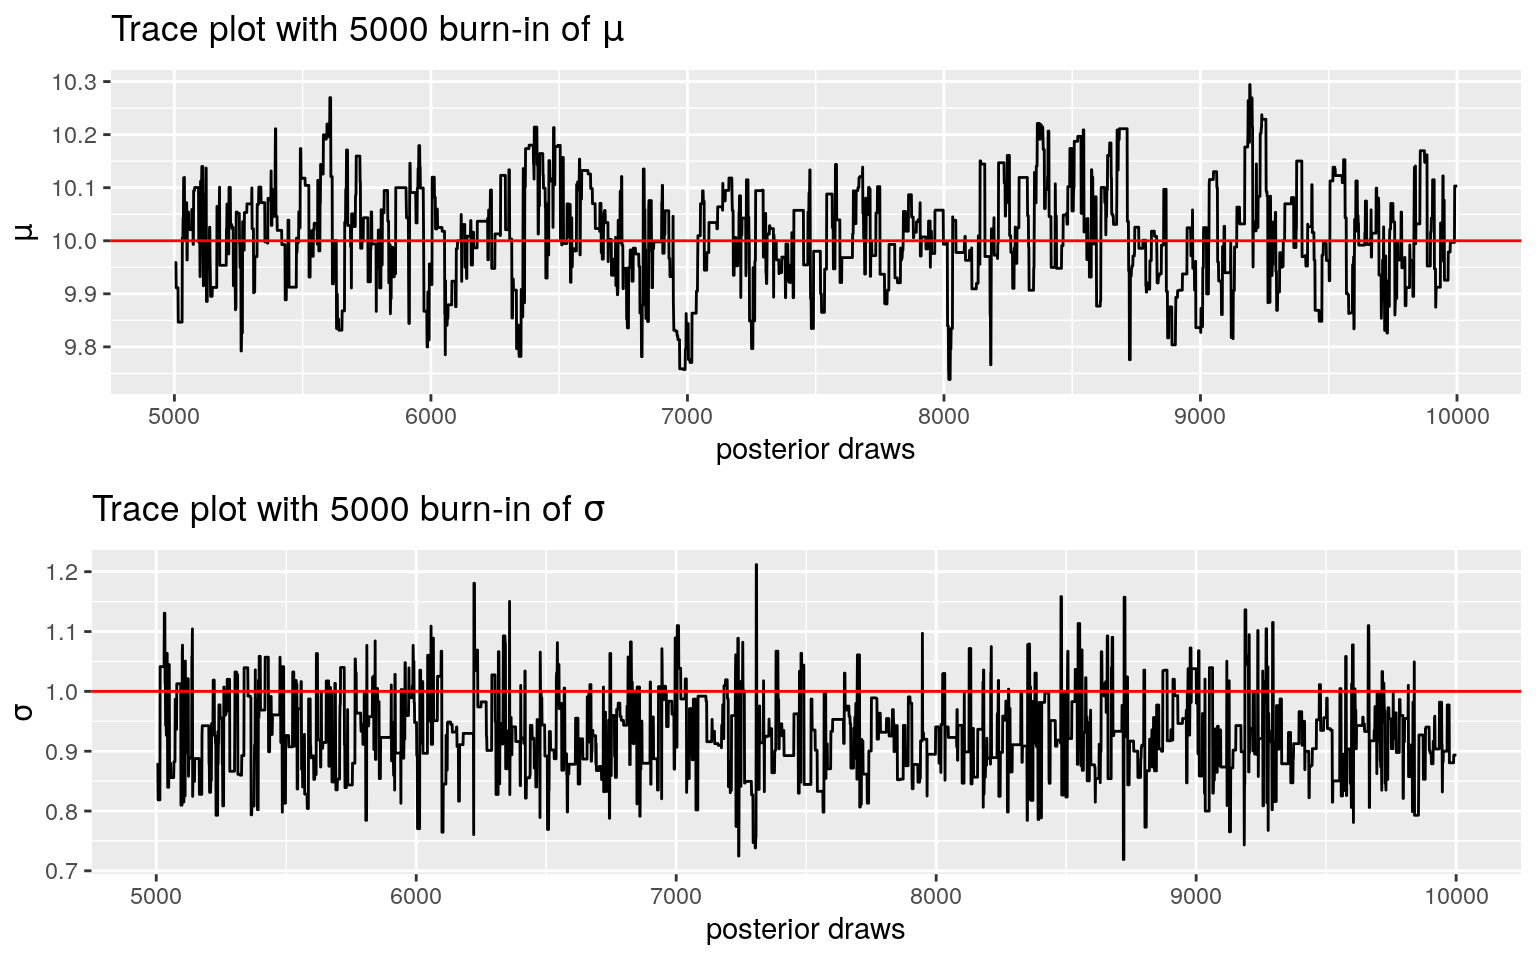 Trace plot with 5000 burn-in of μ
10.3
10.2
10.1
10.0
9.9
9.8
μ
5000 6000 7000 8000 9000 10000
posterior draws
Trace plot with 5000 burn-in of σ
1.2
1.1
1.0
0.9
0.8
0.7
σ
5000 6000 7000 8000 9000 10000
posterior draws